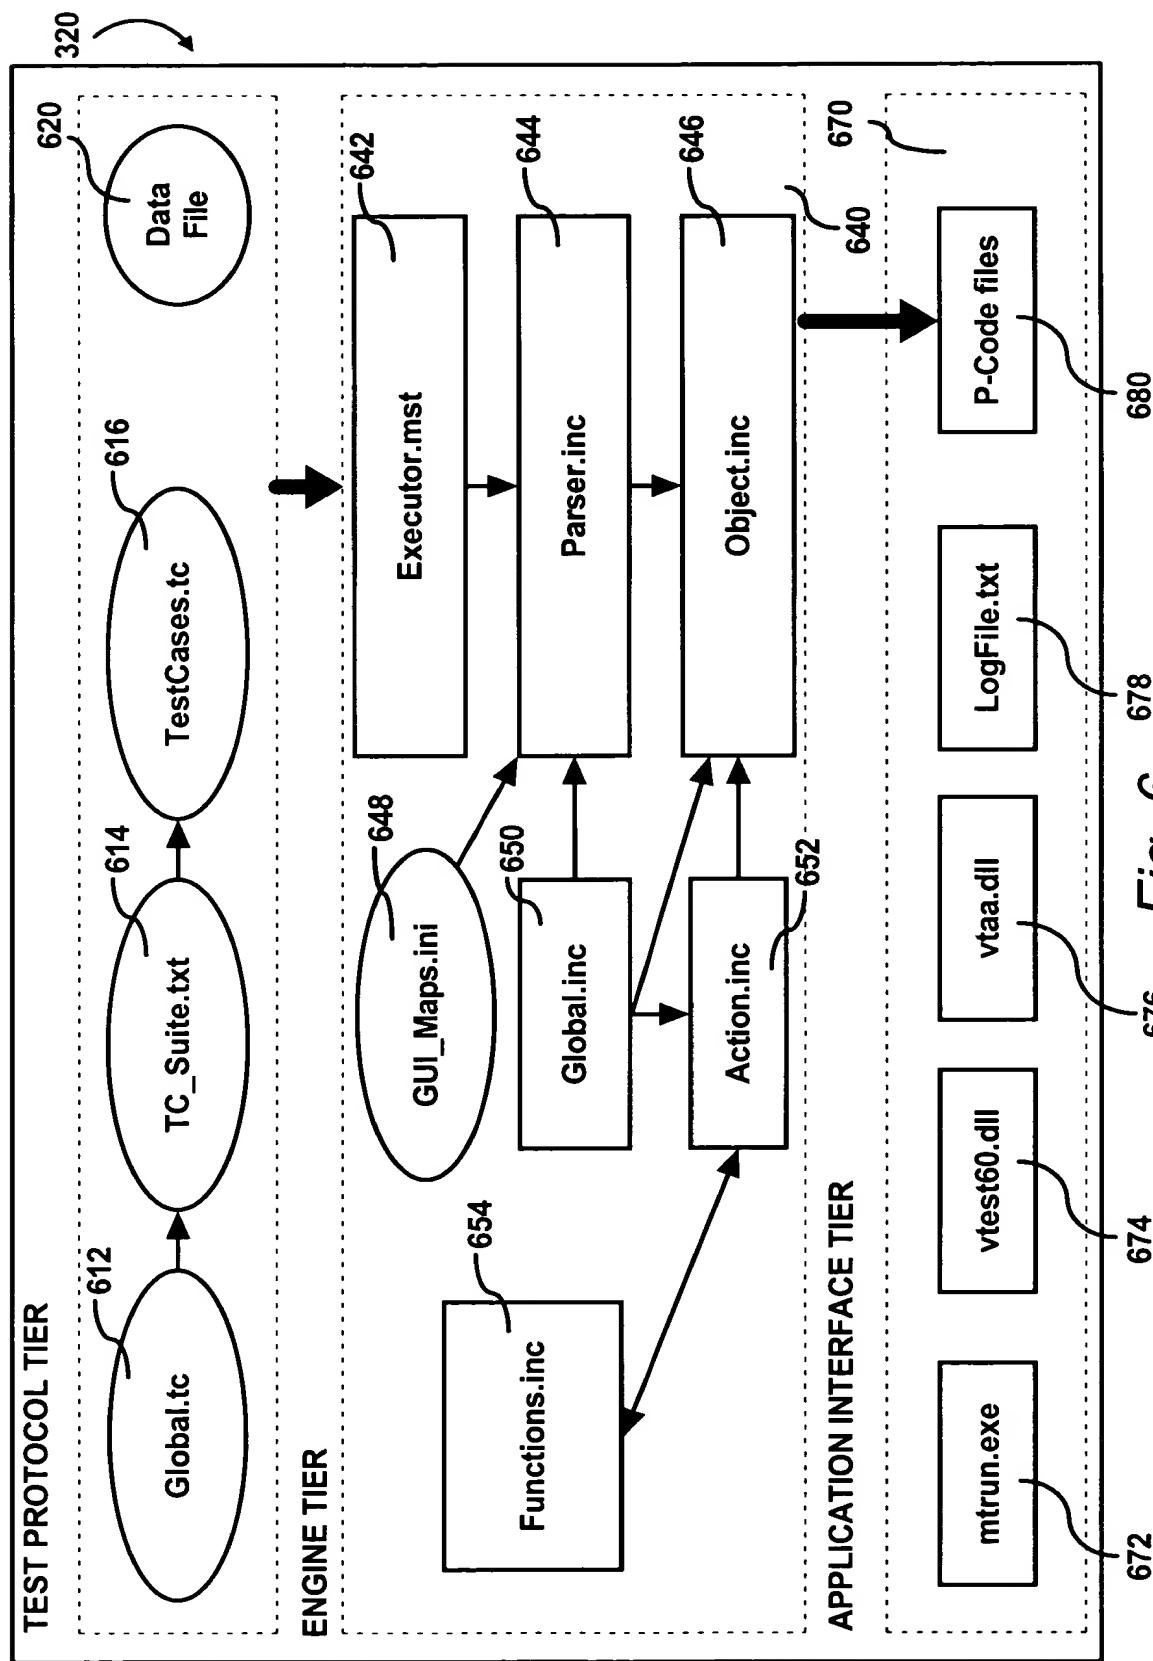 320
TEST PROTOCOL TIER
620
612
614
616
Global.tc
TC_Suite.txt
TestCases.tc
Data
File
ENGINE TIER
642
644
646
640
648
650
652
654
Executor.mst
Parser.inc
Object.inc
GUI_Maps.ini
Global.inc
Action.inc
Functions.inc
APPLICATION INTERFACE TIER
670
mtrun.exe
vtest60.dll
vtaa.dll
LogFile.txt
P-Code files
672
674
676
678
680
Fig. 6